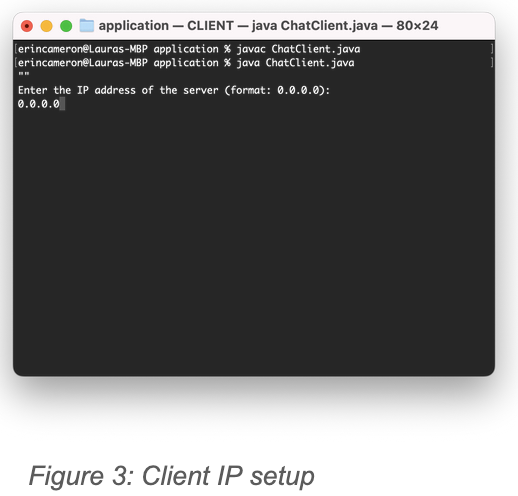 application — CLIENT — java ChatClient.java — 80×24
[erincameron@Lauras-MBP application % javac ChatClient.java ]
[erincameron@Lauras-MBP application % java ChatClient.java ]
""
Enter the IP address of the server (format: 0.0.0.0):
0.0.0.0
Figure 3: Client IP setup